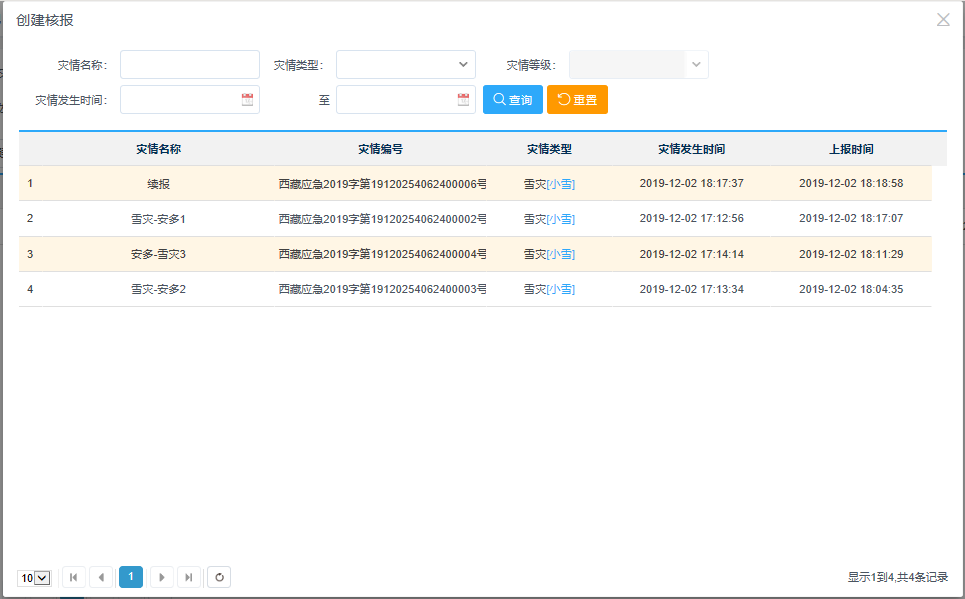 创建核报
灾情名称: 灾情类型: 灾情等级:
灾情发生时间: 至 查询 重置
灾情名称 灾情编号 灾情类型 灾情发生时间 上报时间
1 续报 西藏应急2019字第19120254062400006号 雪灾[小雪] 2019-12-02 18:17:37 2019-12-02 18:18:58
2 雪灾-安多1 西藏应急2019字第19120254062400002号 雪灾[小雪] 2019-12-02 17:12:56 2019-12-02 18:17:07
3 安多-雪灾3 西藏应急2019字第19120254062400004号 雪灾[小雪] 2019-12-02 17:14:14 2019-12-02 18:11:29
4 雪灾-安多2 西藏应急2019字第19120254062400003号 雪灾[小雪] 2019-12-02 17:13:34 2019-12-02 18:04:35
10 1 显示1到4,共4条记录